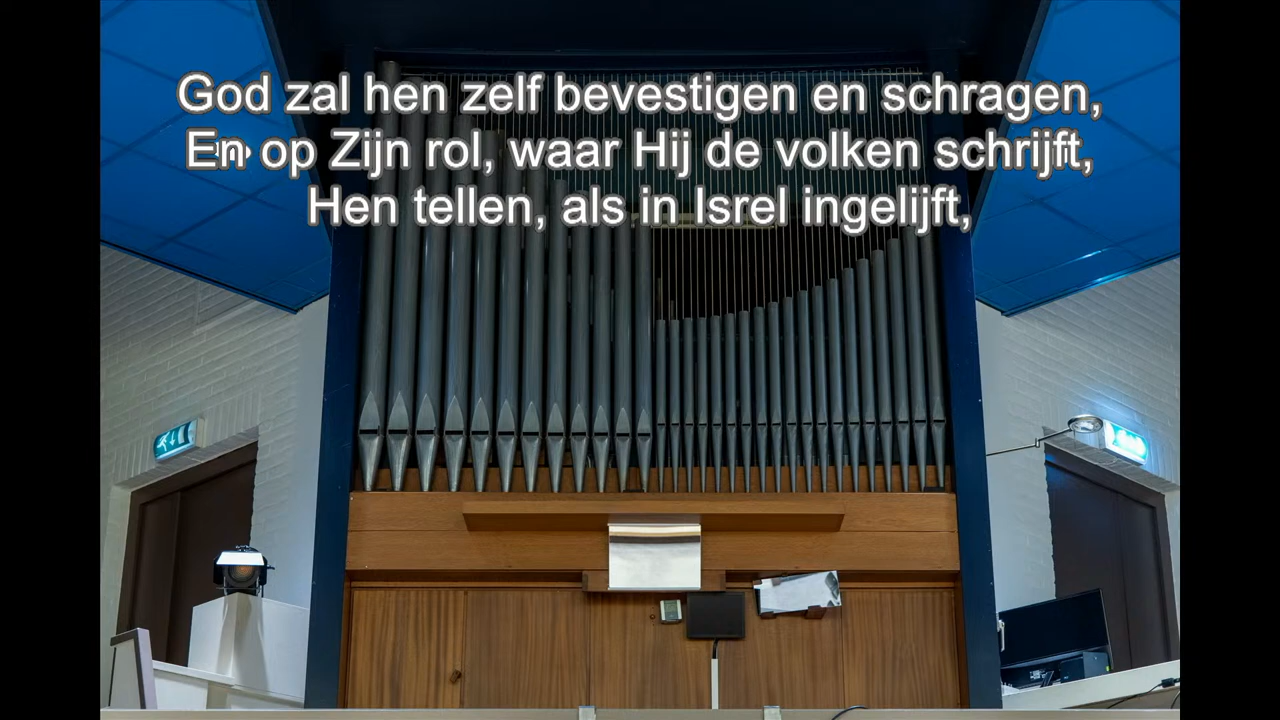 God zal hen zelf bevestigen en schragen,
En op Zijn rol, waar Hij de volken schrijft,
Hen tellen, als in Isrel ingelijft,